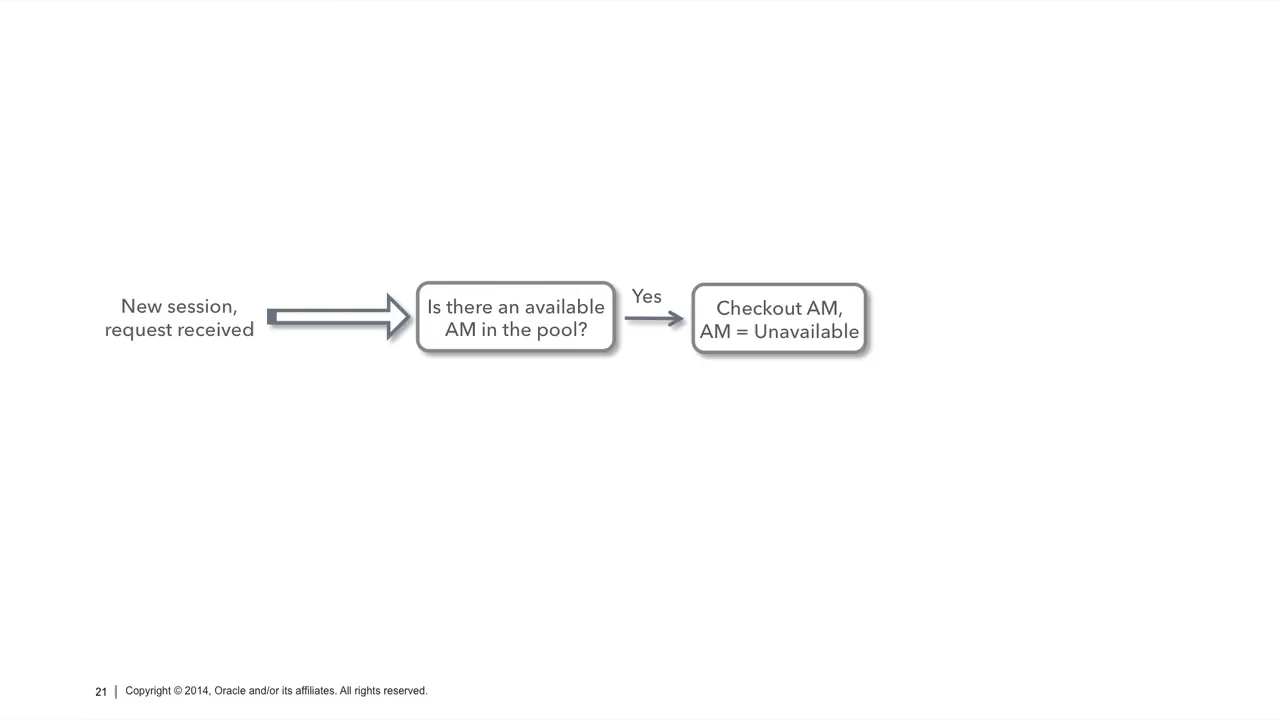 New session,
request received
Is there an available
AM in the pool?
Yes
Checkout AM,
AM = Unavailable
21 | Copyright © 2014, Oracle and/or its affiliates. All rights reserved.